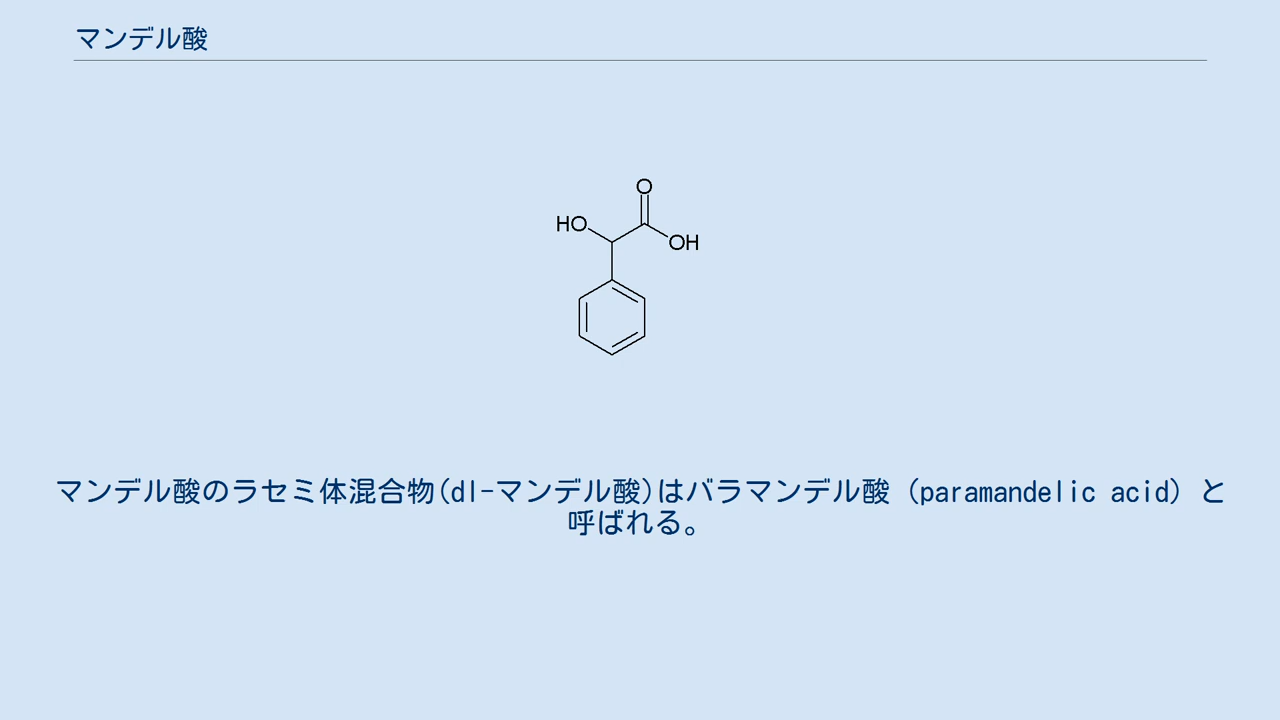 マンデル酸
O
HO
OH
マンデル酸のラセミ体混合物(dl-マンデル酸)はバラマンデル酸 (paramandelic acid) と
呼ばれる。